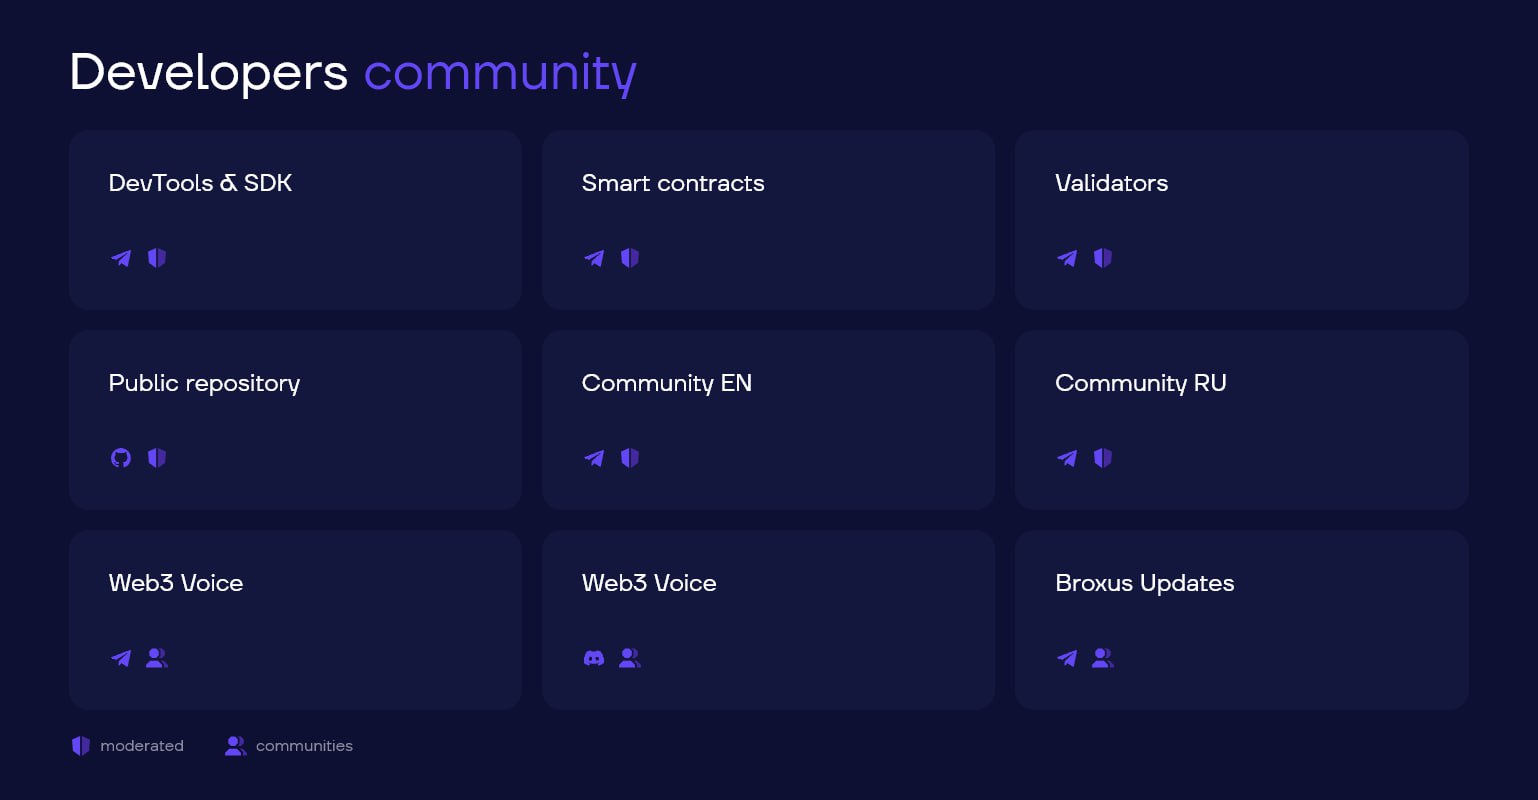 Developers community
DevTools & SDK
Smart contracts
Validators
Public repository
Community EN
Community RU
Web3 Voice
Web3 Voice
Broxus Updates
moderated
communities